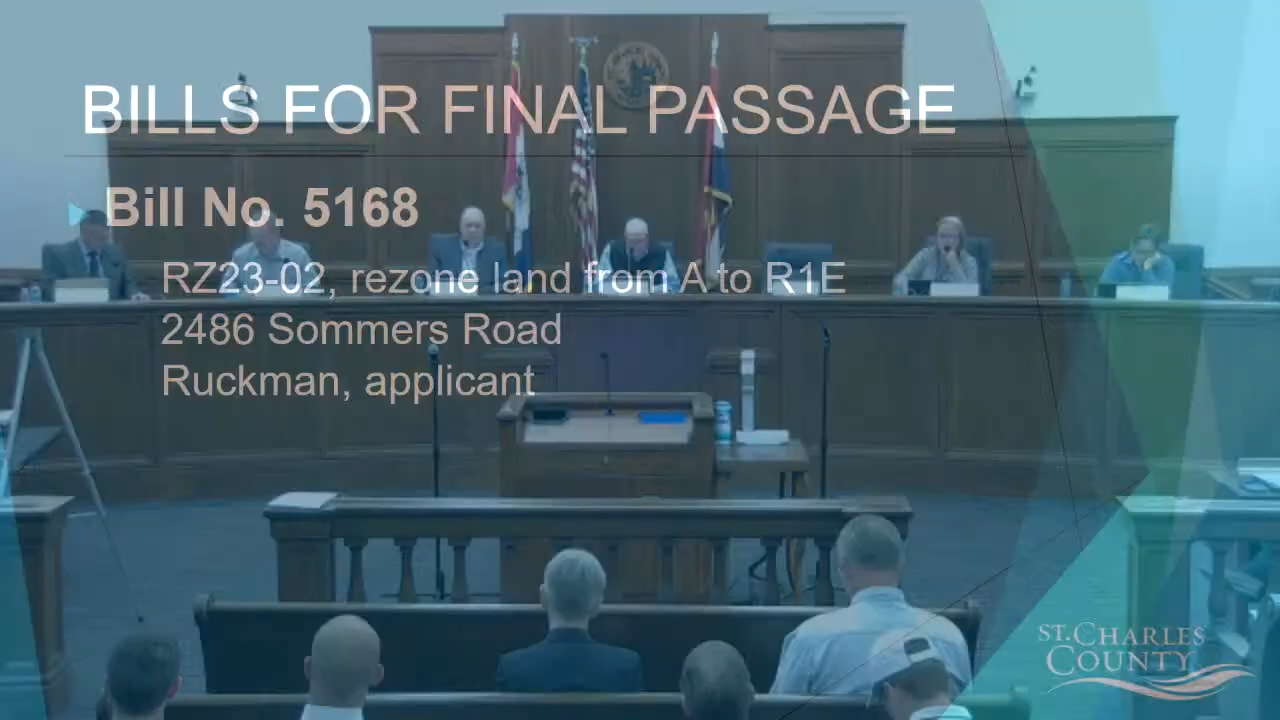 BILLS FOR FINAL PASSAGE
Bill No. 5168
RZ23-02, rezone land from A to R1E
2486 Sommers Road
Ruckman, applicant
ST. CHARLES
COUNTY